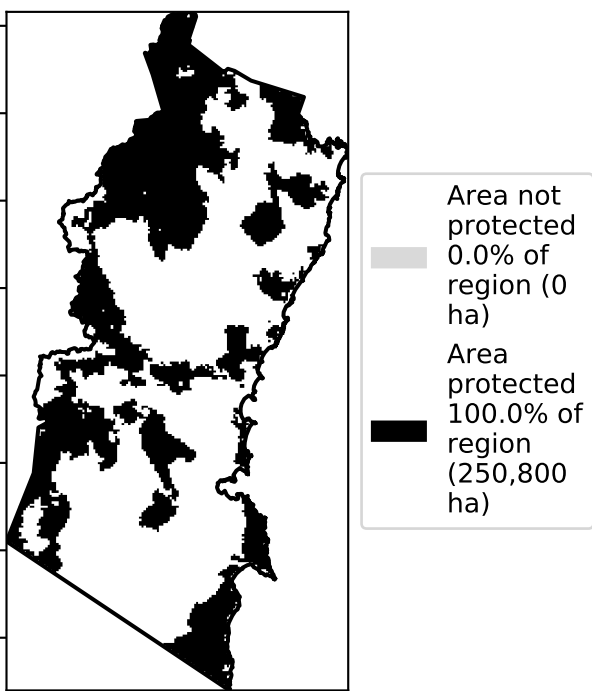 Area not
protected
0.0% of
region (0
ha)
Area
protected
100.0% of
region
(250,800
ha)